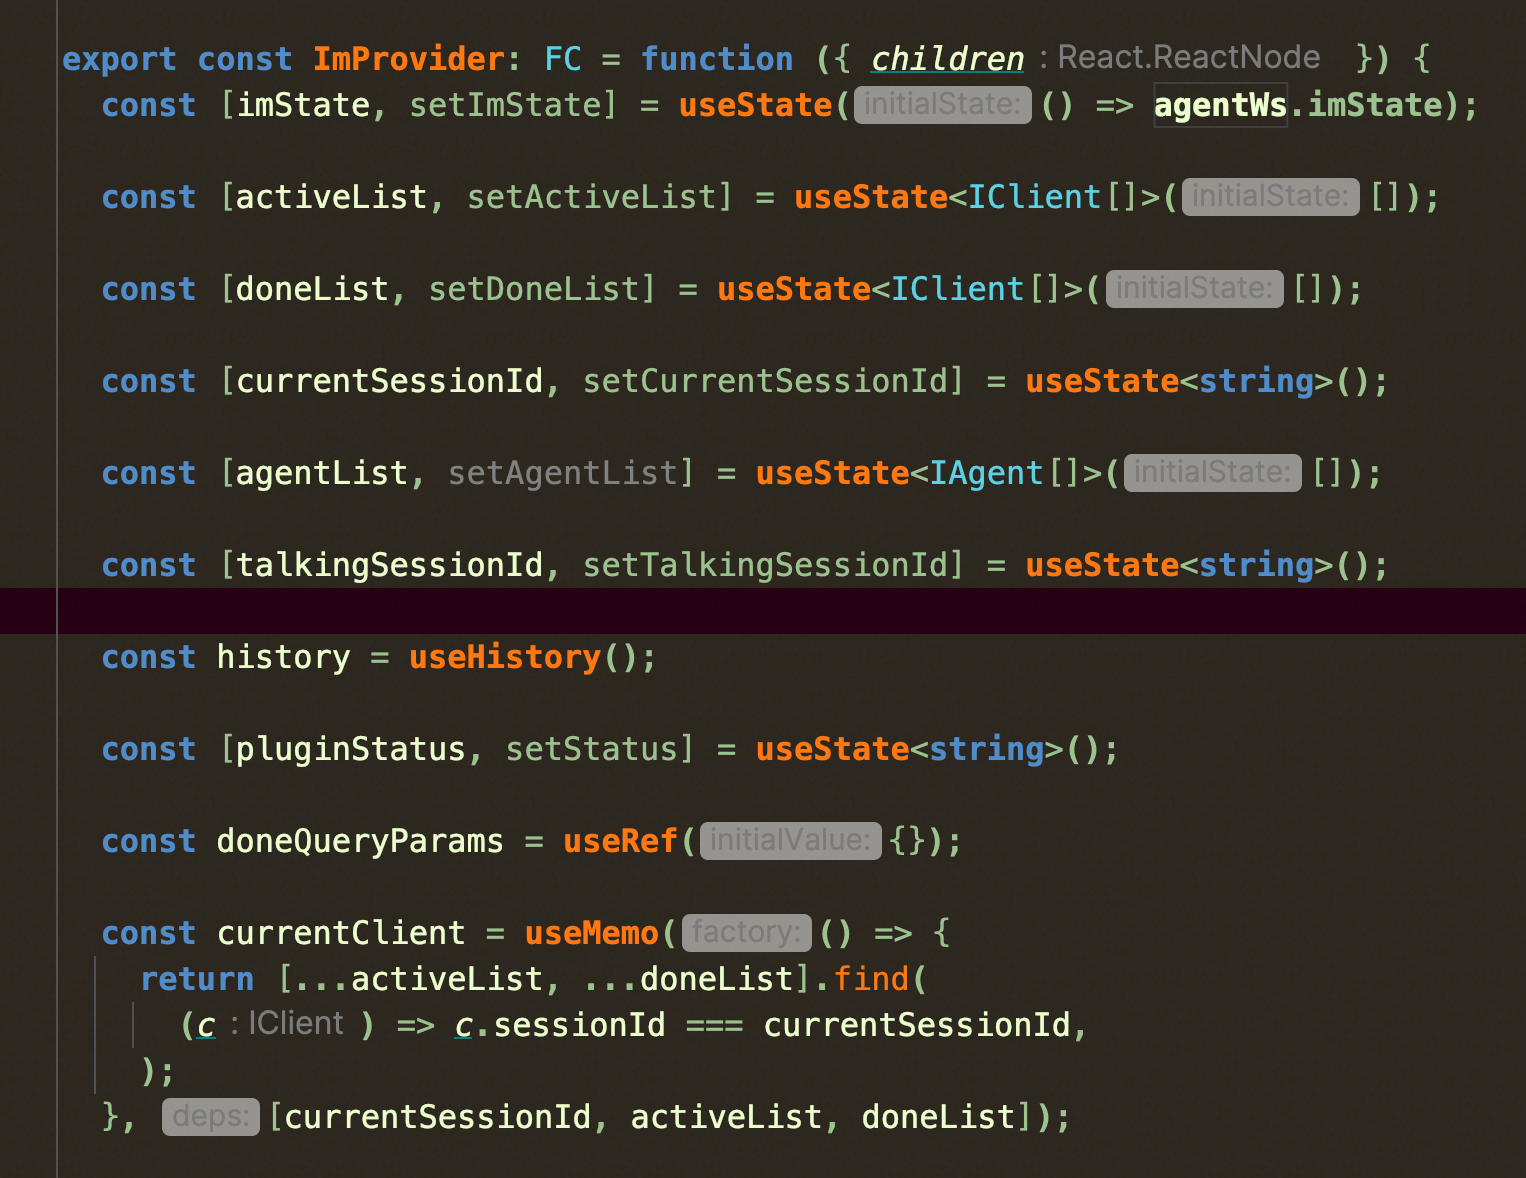 export const ImProvider: FC = function ({ children : React.ReactNode }) {
const [imState, setImState] = useState( initialState: () => agentWs.imState);
const [activeList, setActiveList] = useState<IClient[]>( initialState: []);
const [doneList, setDoneList] = useState<IClient[]>( initialState: []);
const [currentSessionId, setCurrentSessionId] = useState<string>();
const [agentList, setAgentList] = useState<IAgent[]>( initialState: []);
const [talkingSessionId, setTalkingSessionId] = useState<string>();
const history = useHistory();
const [pluginStatus, setStatus] = useState<string>();
const doneQueryParams = useRef( initialValue: {});
const currentClient = useMemo( factory: () => {
return [...activeList, ...doneList].find(
(c : IClient ) => c.sessionId === currentSessionId,
);
}, deps: [currentSessionId, activeList, doneList]);